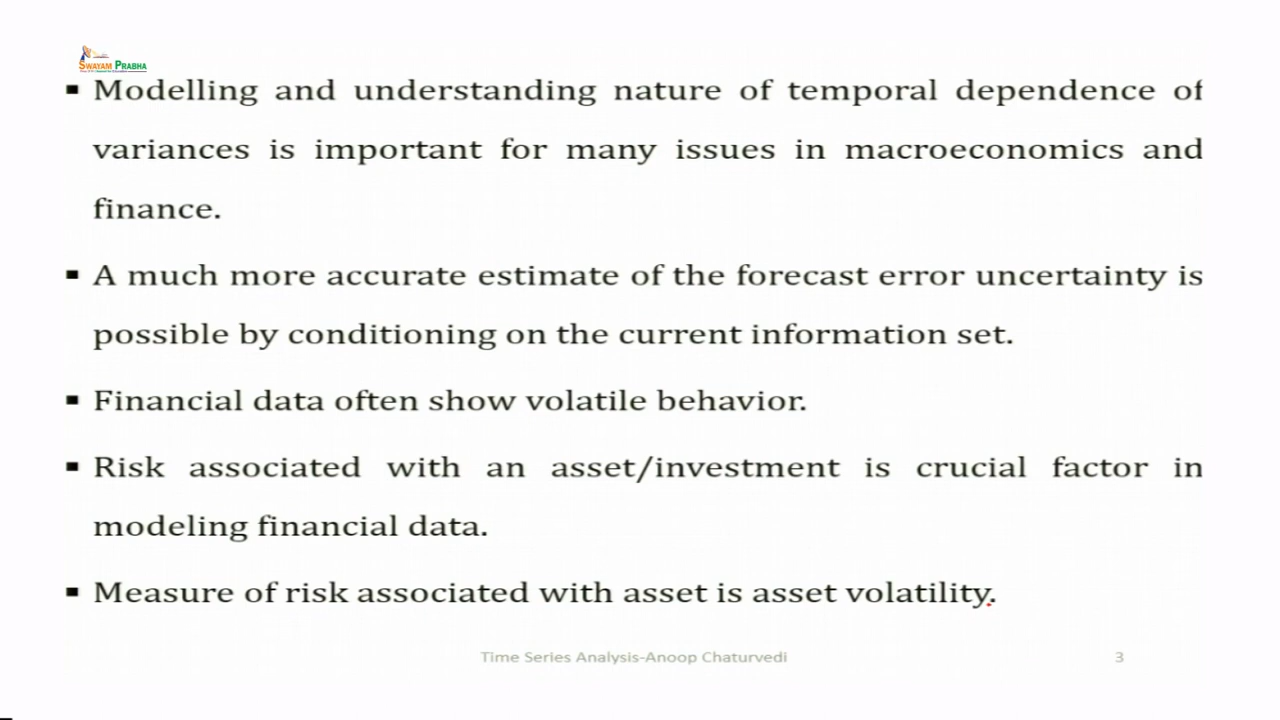 SWAYAM PRABHA
▪ Modelling and understanding nature of temporal dependence of
variances is important for many issues in macroeconomics and
finance.
▪ A much more accurate estimate of the forecast error uncertainty is
possible by conditioning on the current information set.
▪ Financial data often show volatile behavior.
▪ Risk associated with an asset/investment is crucial factor in
modeling financial data.
▪ Measure of risk associated with asset is asset volatility.
Time Series Analysis-Anoop Chaturvedi 3